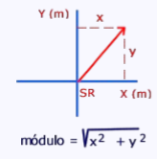 Y (m)
x
y
SR
X (m)
módulo = √x² + y²